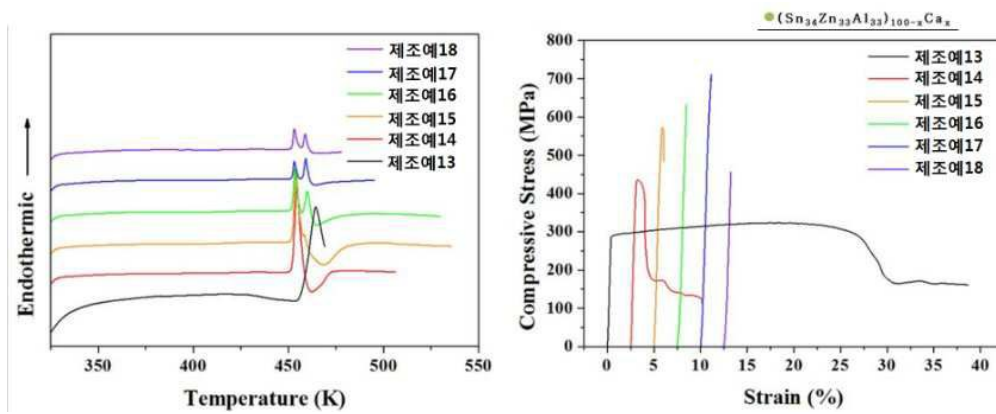 (Sn₃₄Zn₃₃Al₃₃)₁₀₀₋ₓCaₓ
제조예18
제조예17
제조예16
제조예15
제조예14
제조예13
Endothermic
350 400 450 500 550
Temperature (K)
제조예13
제조예14
제조예15
제조예16
제조예17
제조예18
800
700
600
500
400
300
200
100
0
Compressive Stress (MPa)
0 5 10 15 20 25 30 35 40
Strain (%)